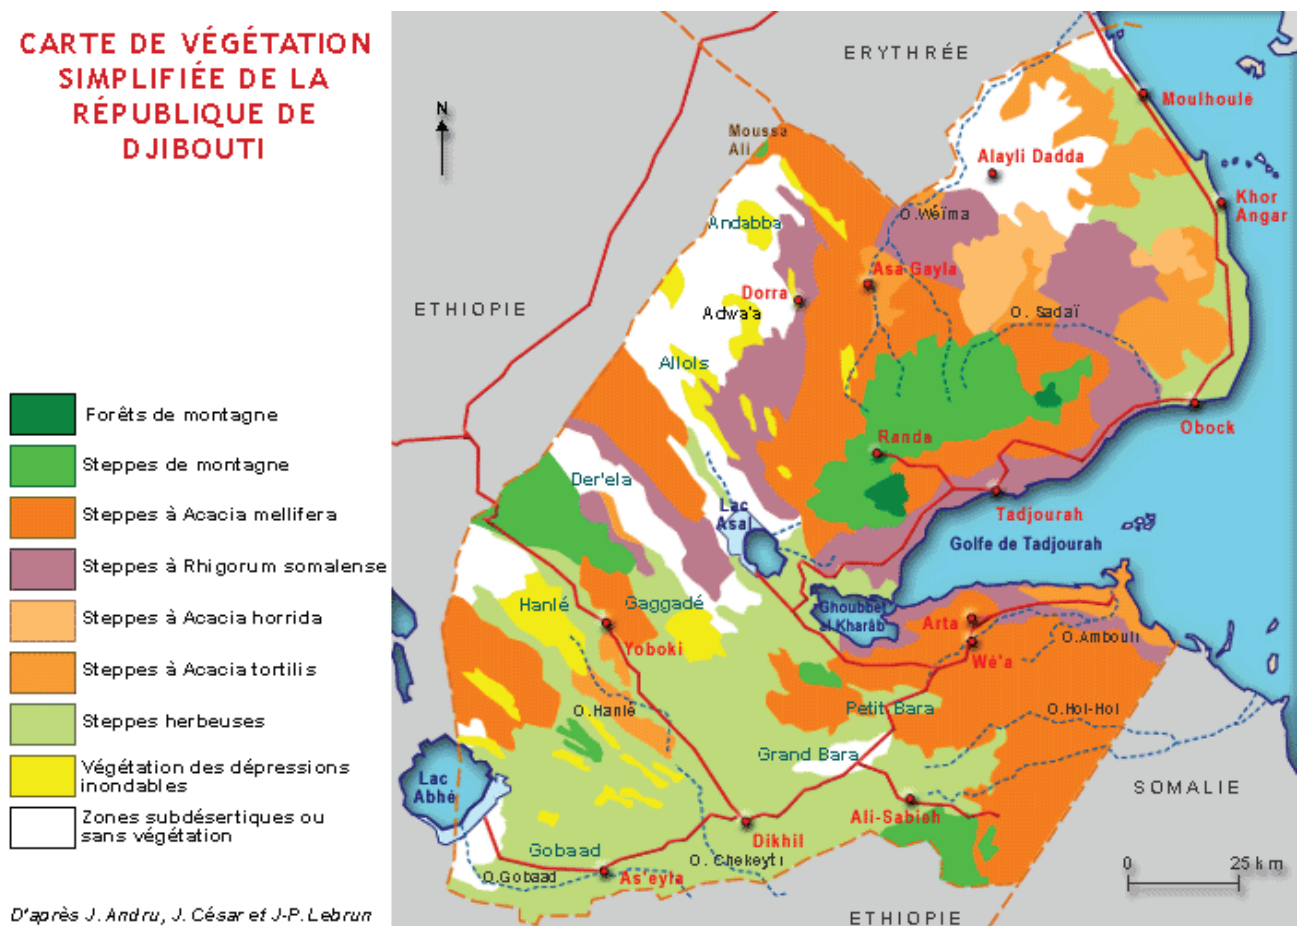 CARTE DE VÉGÉTATION
SIMPLIFIÉE DE LA
RÉPUBLIQUE DE
DJIBOUTI
N
ERYTHRÉE
Moulhoulé
Moussa
Ali
Alayli Dadda
Khor
Angar
Andabba
O.Wéïma
Asa Gayla
Dorra
ETHIOPIE
Adwa'a
O. Sadaï
Allols
Obock
Randa
Der'ela
Lac
Asal
Tadjourah
Golfe de Tadjourah
Hanlé
Gaggadé
Ghoubbet
al Kharâb
Arta
O.Ambouli
Yoboki
Wé'a
O.Hanlé
Petit Bara
O.Hol-Hol
Grand Bara
Lac
Abhé
SOMALIE
Ali-Sabieh
Dikhil
Gobaad
O. Chekeyti
O.Gobaad
As'eyla
0 25 km
ETHIOPIE
Forêts de montagne
Steppes de montagne
Steppes à Acacia mellifera
Steppes à Rhigorum somalense
Steppes à Acacia horrida
Steppes à Acacia tortilis
Steppes herbeuses
Végétation des dépressions
inondables
Zones subdésertiques ou
sans végétation
D'après J. Andru, J. César et J-P. Lebrun